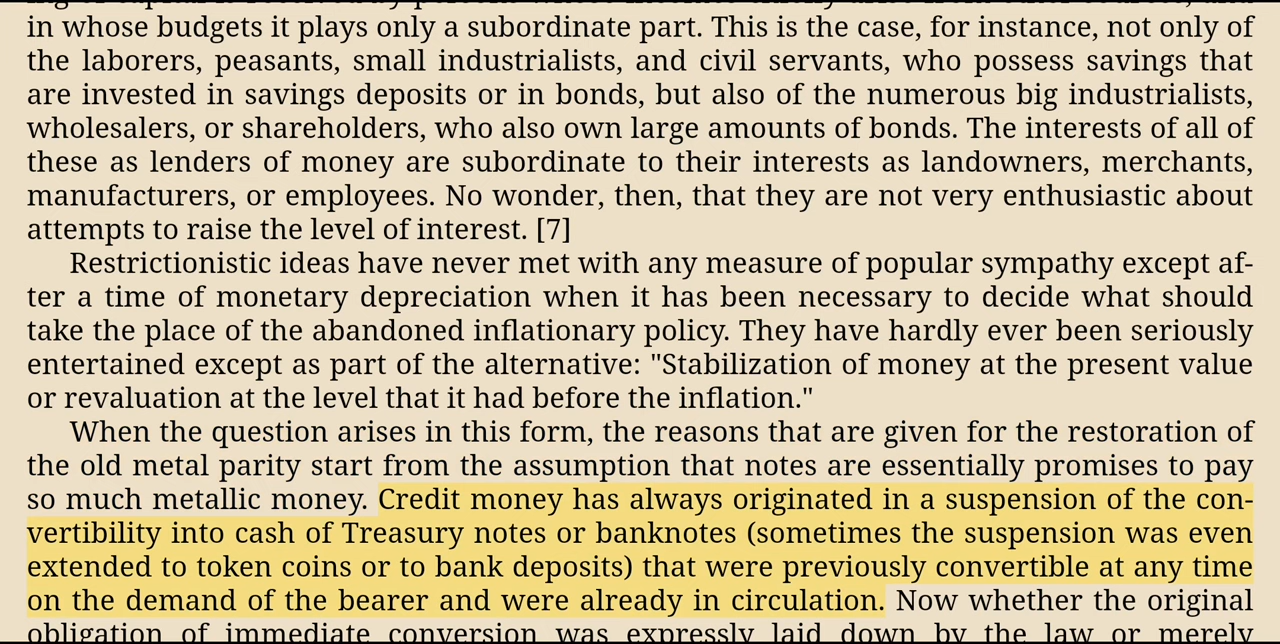 in whose budgets it plays only a subordinate part. This is the case, for instance, not only of
the laborers, peasants, small industrialists, and civil servants, who possess savings that
are invested in savings deposits or in bonds, but also of the numerous big industrialists,
wholesalers, or shareholders, who also own large amounts of bonds. The interests of all of
these as lenders of money are subordinate to their interests as landowners, merchants,
manufacturers, or employees. No wonder, then, that they are not very enthusiastic about
attempts to raise the level of interest. [7]
Restrictionistic ideas have never met with any measure of popular sympathy except af-
ter a time of monetary depreciation when it has been necessary to decide what should
take the place of the abandoned inflationary policy. They have hardly ever been seriously
entertained except as part of the alternative: "Stabilization of money at the present value
or revaluation at the level that it had before the inflation."
When the question arises in this form, the reasons that are given for the restoration of
the old metal parity start from the assumption that notes are essentially promises to pay
so much metallic money. Credit money has always originated in a suspension of the con-
vertibility into cash of Treasury notes or banknotes (sometimes the suspension was even
extended to token coins or to bank deposits) that were previously convertible at any time
on the demand of the bearer and were already in circulation. Now whether the original
obligation of immediate conversion was expressly laid down by the law or merely